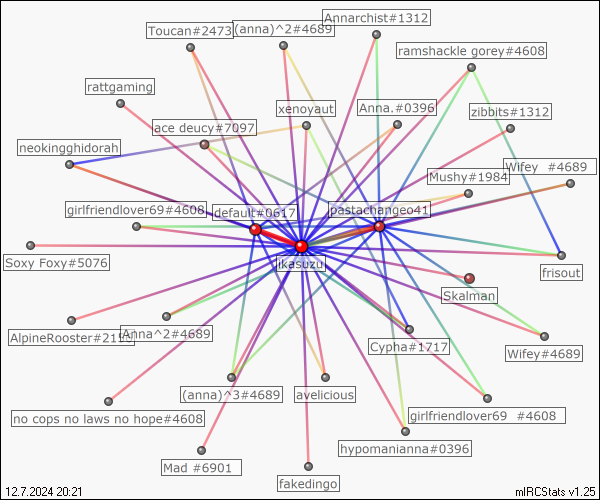 Annarchist#1312
Toucan#2473
(anna)^2#4689
ramshackle gorey#4608
rattgaming
xenoyaut
Anna.#0396
zibbits#1312
ace deucy#7097
neokingghidorah
Wifey #4689
Mushy#1984
girlfriendlover69#4608
default#0617
pastachangeo41
Soxy Foxy#5076
ikasuzu
frisout
Skalman
AlpineRooster#2113
Anna^2#4689
Cypha#1717
Wifey#4689
(anna)^3#4689
avelicious
no cops no laws no hope#4608
girlfriendlover69 #4608
hypomanianna#0396
Mad #6901
fakedingo
12.7.2024 20:21
mIRCStats v1.25